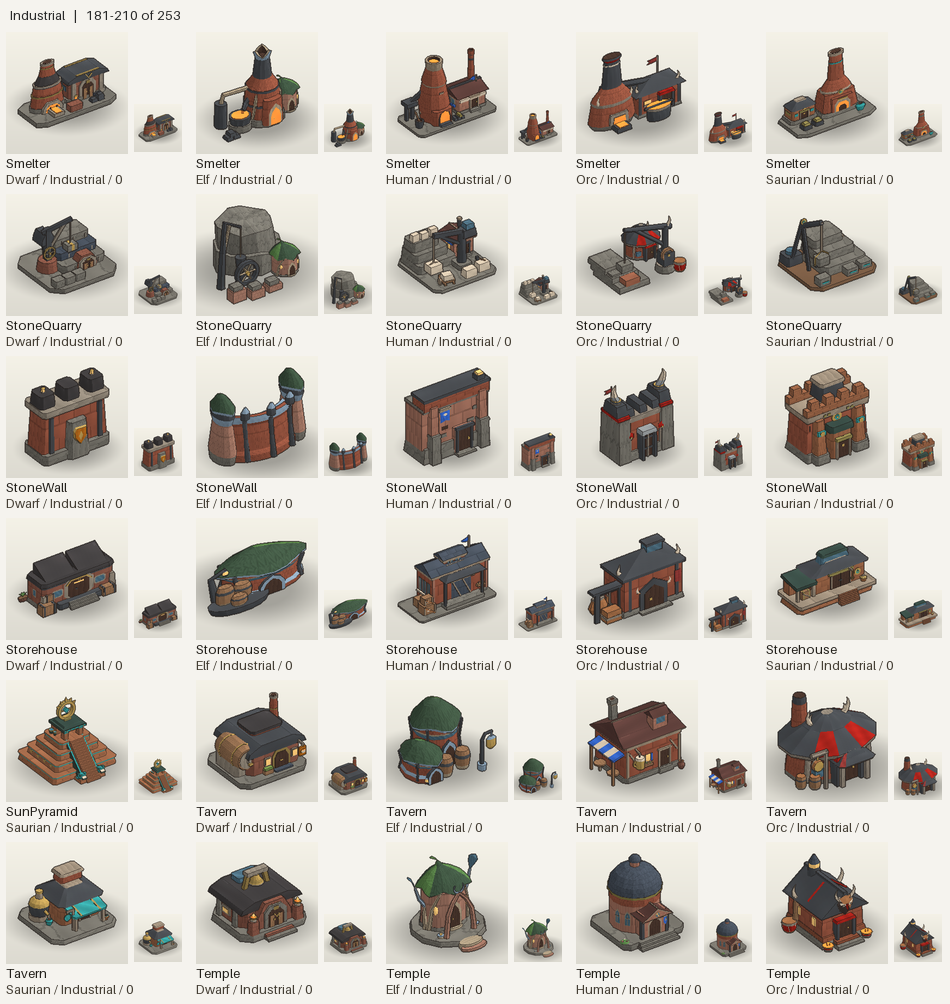 Industrial | 181-210 of 253
Smelter Smelter Smelter Smelter Smelter
Dwarf / Industrial / 0 Elf / Industrial / 0 Human / Industrial / 0 Orc / Industrial / 0 Saurian / Industrial / 0
StoneQuarry StoneQuarry StoneQuarry StoneQuarry StoneQuarry
Dwarf / Industrial / 0 Elf / Industrial / 0 Human / Industrial / 0 Orc / Industrial / 0 Saurian / Industrial / 0
StoneWall StoneWall StoneWall StoneWall StoneWall
Dwarf / Industrial / 0 Elf / Industrial / 0 Human / Industrial / 0 Orc / Industrial / 0 Saurian / Industrial / 0
Storehouse Storehouse Storehouse Storehouse Storehouse
Dwarf / Industrial / 0 Elf / Industrial / 0 Human / Industrial / 0 Orc / Industrial / 0 Saurian / Industrial / 0
SunPyramid Tavern Tavern Tavern Tavern
Saurian / Industrial / 0 Dwarf / Industrial / 0 Elf / Industrial / 0 Human / Industrial / 0 Orc / Industrial / 0
Tavern Temple Temple Temple Temple
Saurian / Industrial / 0 Dwarf / Industrial / 0 Elf / Industrial / 0 Human / Industrial / 0 Orc / Industrial / 0